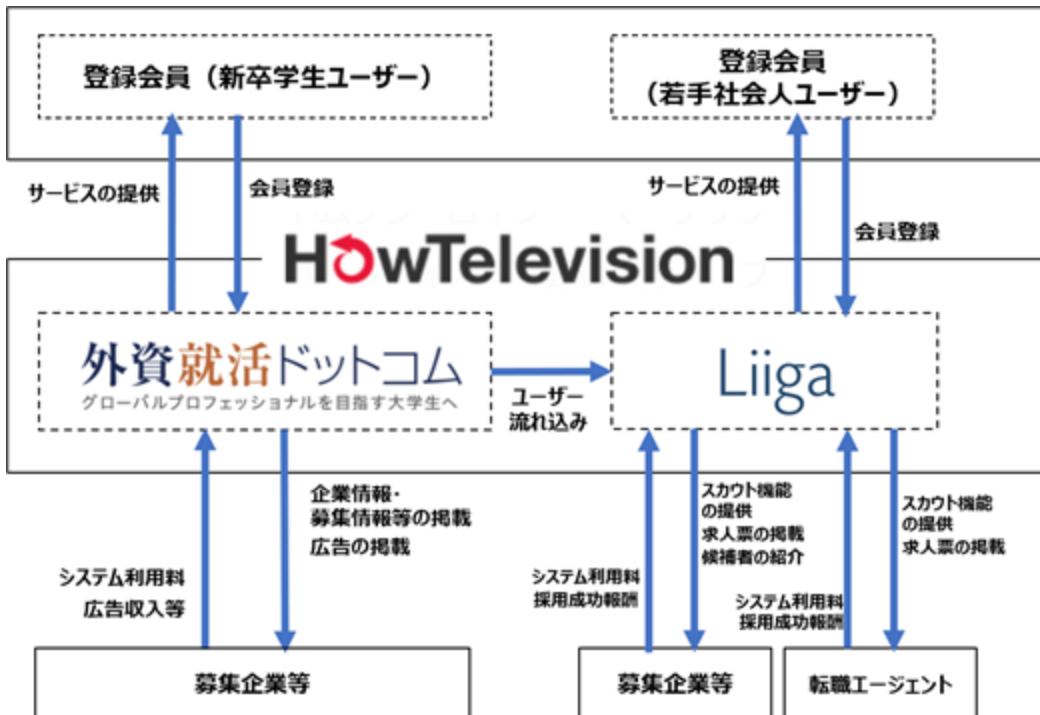 登録会員（新卒学生ユーザー）
登録会員
（若手社会人ユーザー）
サービスの提供
会員登録
サービスの提供
会員登録
HowTelevision
外資就活ドットコム
グローバルプロフェッショナルを目指す大学生へ
ユーザー
流れ込み
Liiga
企業情報・
募集情報等の掲載
広告の掲載
システム利用料
広告収入等
スカウト機能
の提供
求人票の掲載
候補者の紹介
システム利用料
採用成功報酬
スカウト機能
の提供
求人票の掲載
システム利用料
採用成功報酬
募集企業等
募集企業等
転職エージェント